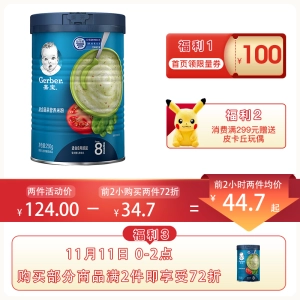 福利1
首页领限量券
¥100
Gerber
嘉宝
8
250g
福利2
消费满299元赠送
皮卡丘玩偶
两件活动价
前2小购买两件72折
前2小时两件均价
¥124.00 - ¥34.7 = ¥44.7起
福利3
11月11日 0-2点
购买部分商品满2件即享受72折